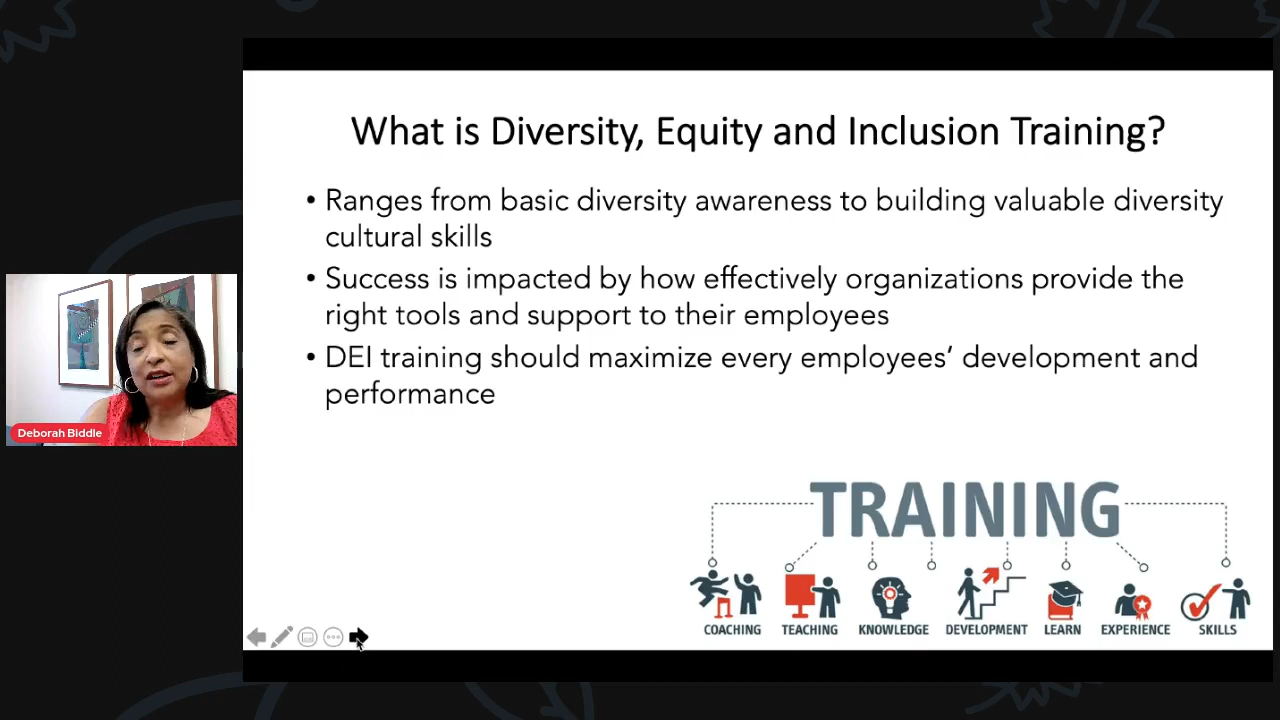 What is Diversity, Equity and Inclusion Training?
• Ranges from basic diversity awareness to building valuable diversity
cultural skills
• Success is impacted by how effectively organizations provide the
right tools and support to their employees
• DEI training should maximize every employees’ development and
performance
Deborah Biddle
TRAINING
COACHING TEACHING KNOWLEDGE DEVELOPMENT LEARN EXPERIENCE SKILLS